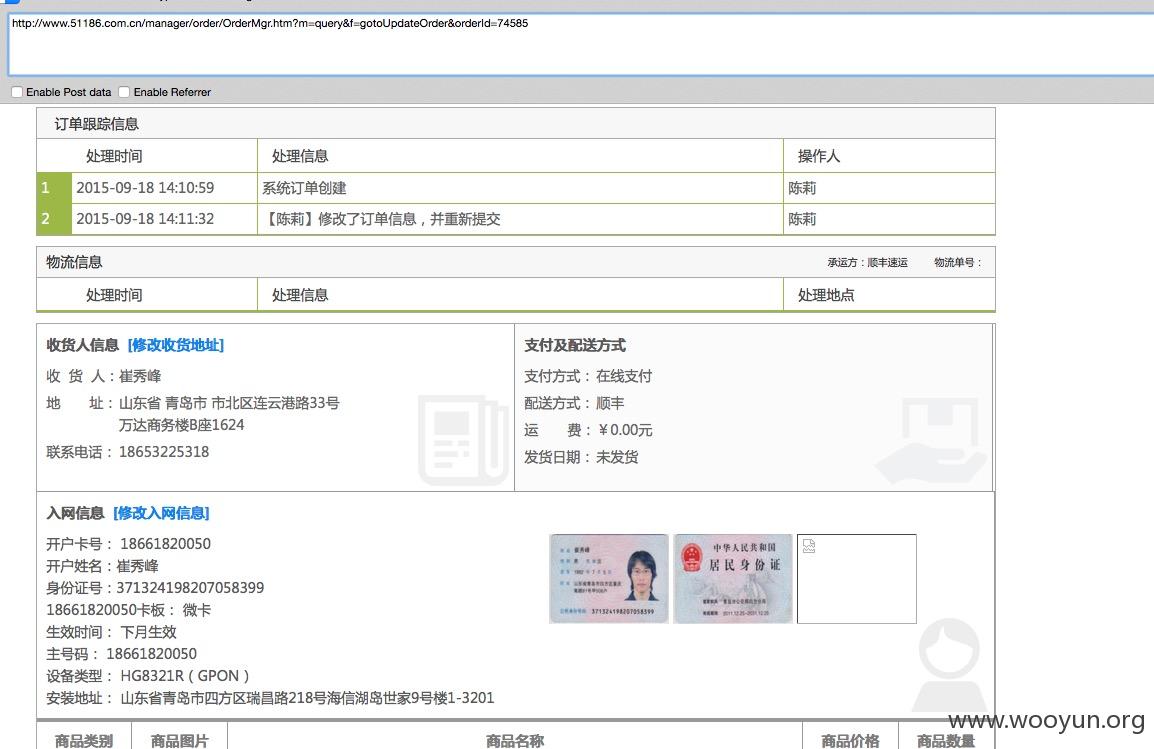 http://www.51186.com.cn/manager/order/OrderMgr.htm?m=query&f=gotoUpdateOrder&orderId=74585
Enable Post data Enable Referrer
订单跟踪信息
处理时间 处理信息 操作人
1 2015-09-18 14:10:59 系统订单创建 陈莉
2 2015-09-18 14:11:32 【陈莉】修改了订单信息，并重新提交 陈莉
物流信息 承运方：顺丰速运 物流单号：
处理时间 处理信息 处理地点
收货人信息 [修改收货地址]
收 货 人：崔秀峰
地 址：山东省 青岛市 市北区连云港路33号
万达商务楼B座1624
联系电话：18653225318
支付及配送方式
支付方式：在线支付
配送方式：顺丰
运 费：￥0.00元
发货日期：未发货
入网信息 [修改入网信息]
开户卡号：18661820050
开户姓名：崔秀峰
身份证号：371324198207058399
18661820050卡板：微卡
生效时间：下月生效
主号码：18661820050
设备类型：HG8321R（GPON）
安装地址：山东省青岛市四方区瑞昌路218号海信湖岛世家9号楼1-3201
崔秀峰
371324198207058399
中华人民共和国
居民身份证
商品类别 商品图片 商品名称 商品价格 商品数量
www.wooyun.org